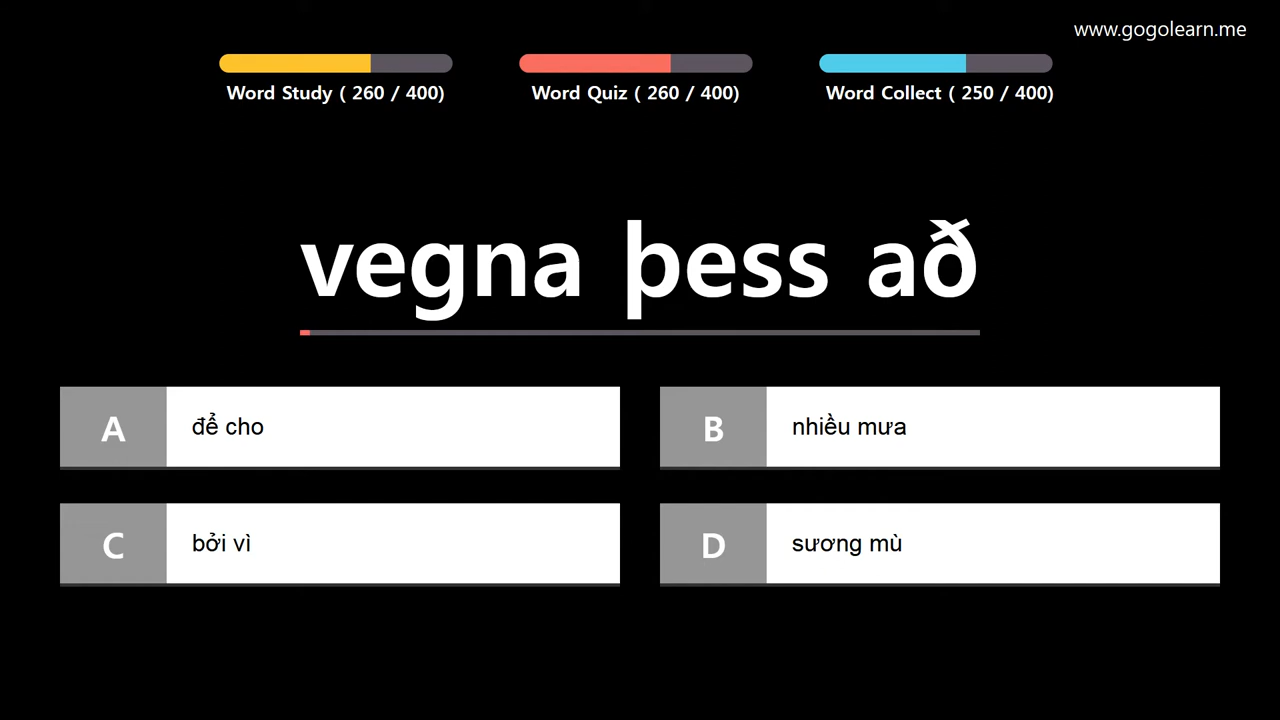 www.gogolearn.me
Word Study ( 260 / 400)
Word Quiz ( 260 / 400)
Word Collect ( 250 / 400)
vegna þess að
A để cho
B nhiều mưa
C bởi vì
D sương mù